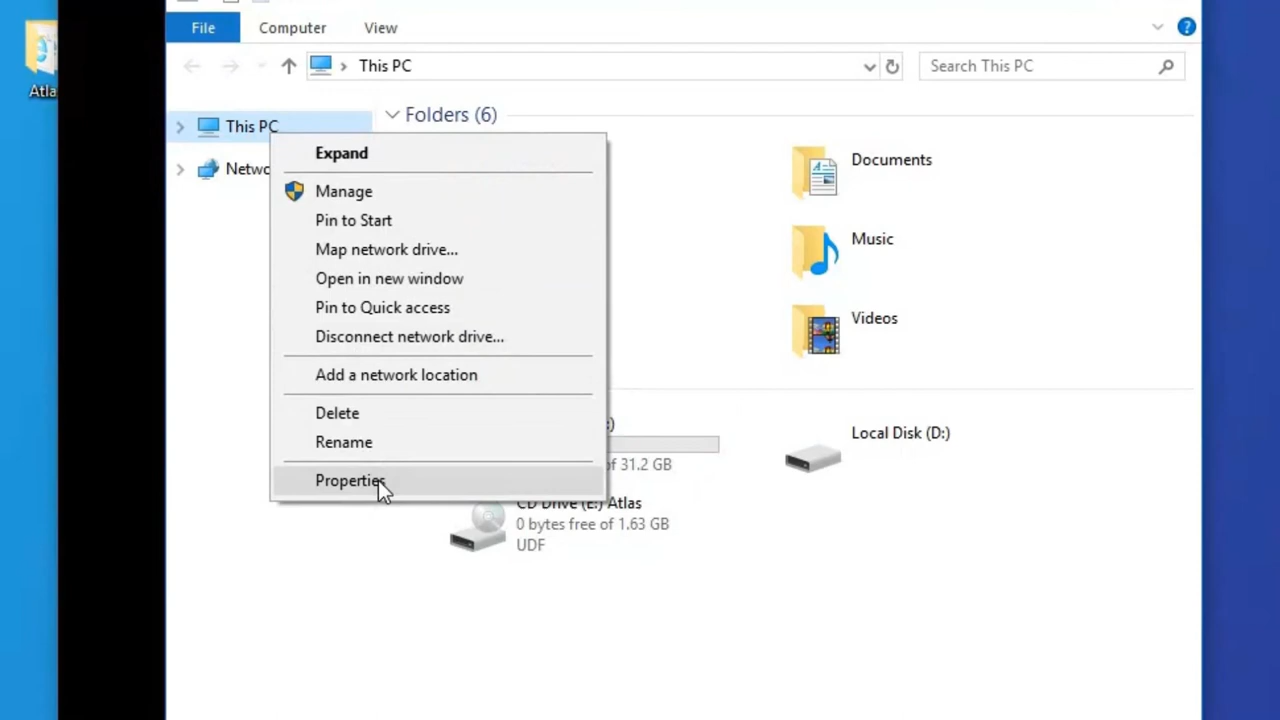 File
Computer
View
This PC
Search This PC
Folders (6)
This PC
Expand
Manage
Pin to Start
Map network drive...
Open in new window
Pin to Quick access
Disconnect network drive...
Add a network location
Delete
Rename
Properties
Documents
Music
Videos
:)
of 31.2 GB
Local Disk (D:)
CD Drive (E:) Atlas
0 bytes free of 1.63 GB
UDF